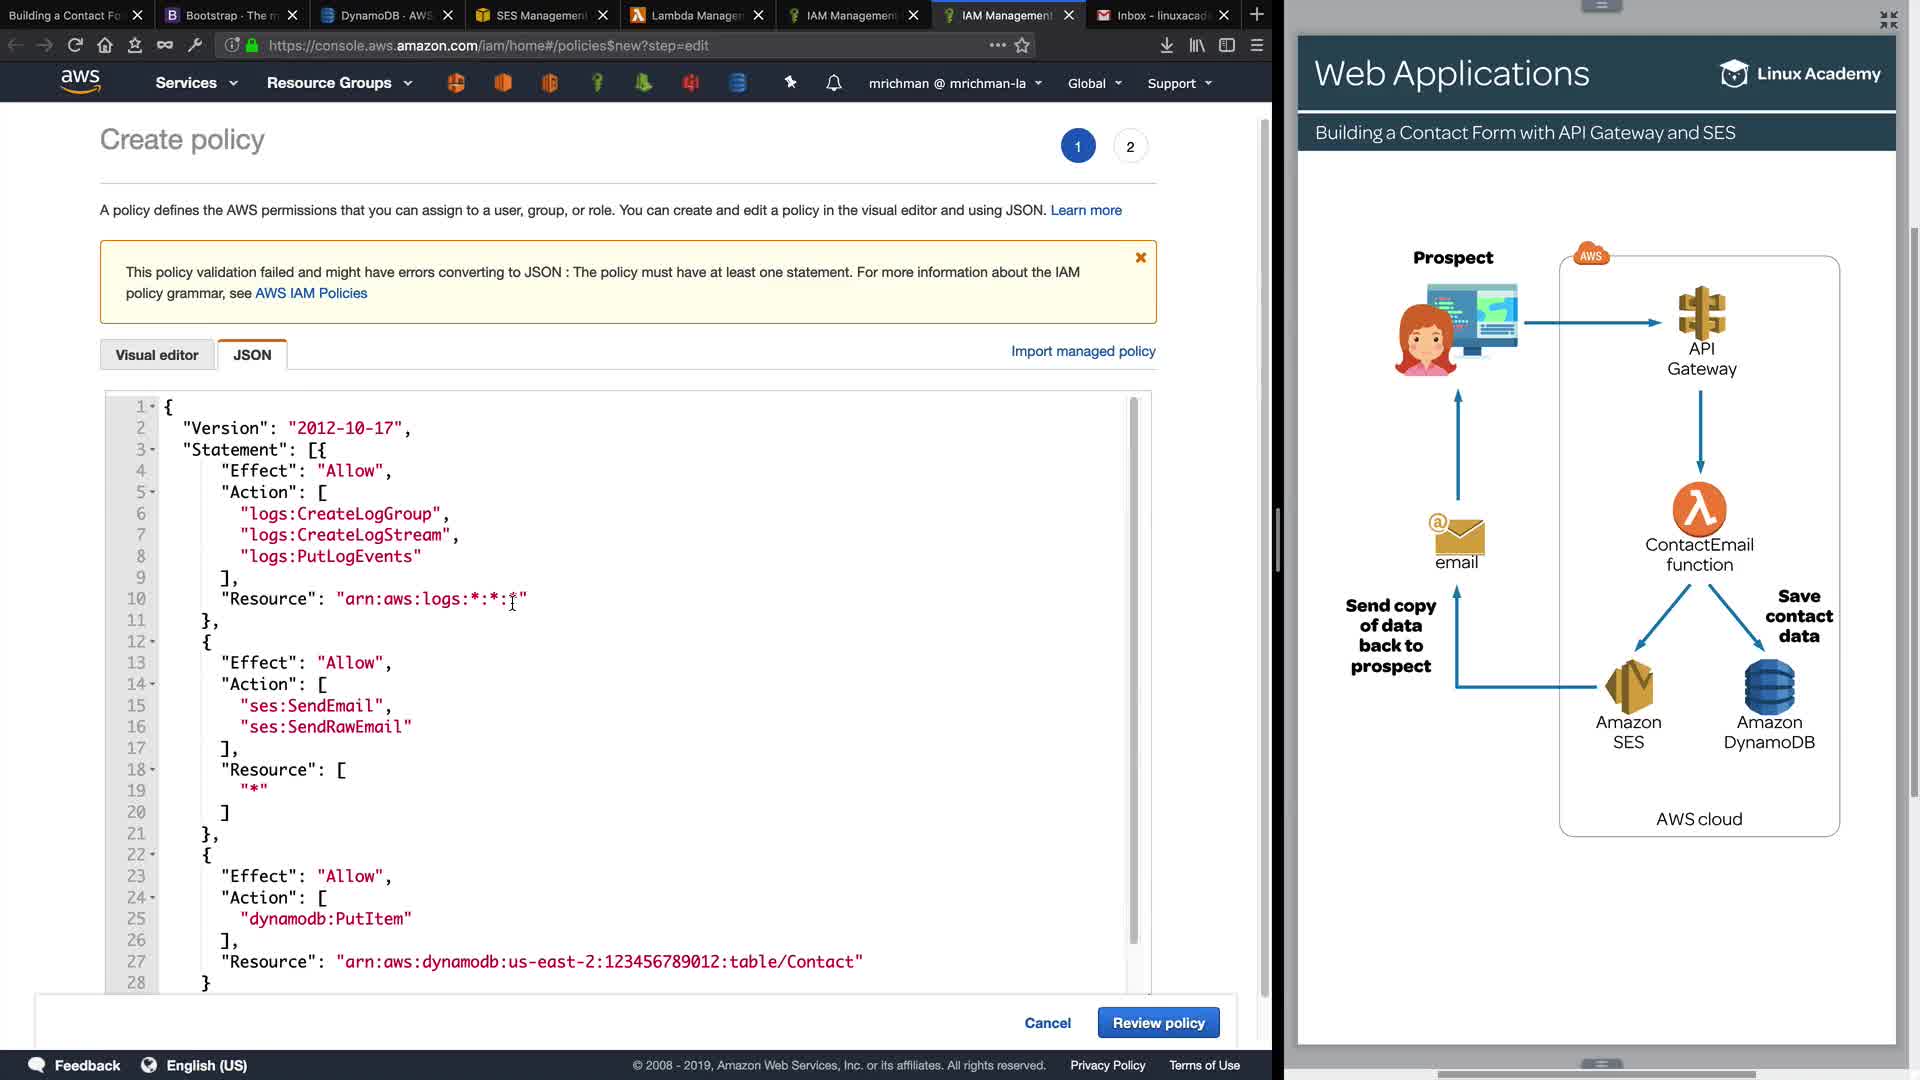 Building a Contact Fo
Bootstrap · The m
DynamoDB · AWS
SES Management
Lambda Manage
IAM Management
IAM Management
Inbox – linuxacad
https://console.aws.amazon.com/iam/home#/policies$new?step=edit
aws
Services
Resource Groups
mrichman @ mrichman-la
Global
Support
Create policy
1
2
A policy defines the AWS permissions that you can assign to a user, group, or role. You can create and edit a policy in the visual editor and using JSON. Learn more
This policy validation failed and might have errors converting to JSON : The policy must have at least one statement. For more information about the IAM
policy grammar, see AWS IAM Policies
Visual editor
JSON
Import managed policy
1 {
2 "Version": "2012-10-17",
3 "Statement": [{
4 "Effect": "Allow",
5 "Action": [
6 "logs:CreateLogGroup",
7 "logs:CreateLogStream",
8 "logs:PutLogEvents"
9 ],
10 "Resource": "arn:aws:logs:*:*:*"
11 },
12 {
13 "Effect": "Allow",
14 "Action": [
15 "ses:SendEmail",
16 "ses:SendRawEmail"
17 ],
18 "Resource": [
19 "*"
20 ]
21 },
22 {
23 "Effect": "Allow",
24 "Action": [
25 "dynamodb:PutItem"
26 ],
27 "Resource": "arn:aws:dynamodb:us-east-2:123456789012:table/Contact"
28 }
Cancel
Review policy
Feedback
English (US)
© 2008 - 2019, Amazon Web Services, Inc. or its affiliates. All rights reserved.
Privacy Policy
Terms of Use
Web Applications
Linux Academy
Building a Contact Form with API Gateway and SES
Prospect
AWS
API
Gateway
ContactEmail
function
email
Send copy
of data
back to
prospect
Save
contact
data
Amazon
SES
Amazon
DynamoDB
AWS cloud